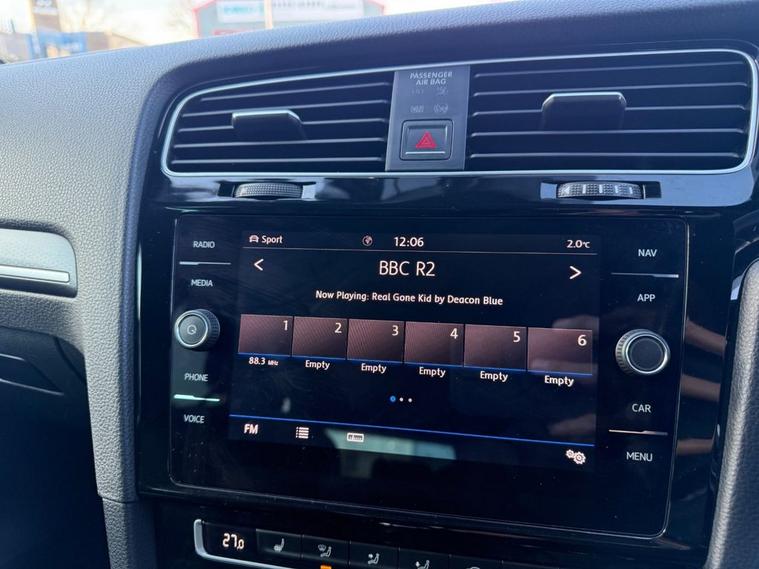 PASSENGER
AIR BAG
RADIO
MEDIA
PHONE
VOICE
Sport
12:06
2.0°C
<
BBC R2
>
Now Playing: Real Gone Kid by Deacon Blue
1
2
3
4
5
6
88.3 MHz
Empty
Empty
Empty
Empty
Empty
FM
NAV
APP
CAR
MENU
27.0